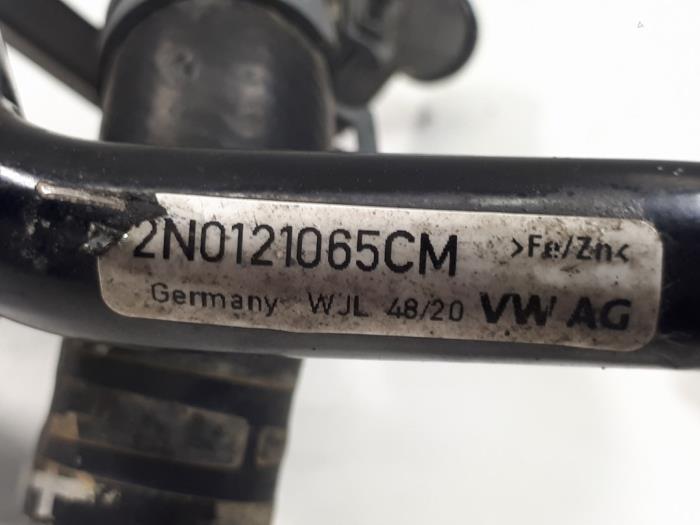 2N0121065CM >Fe/Zn<
Germany WJL 48/20 VW AG